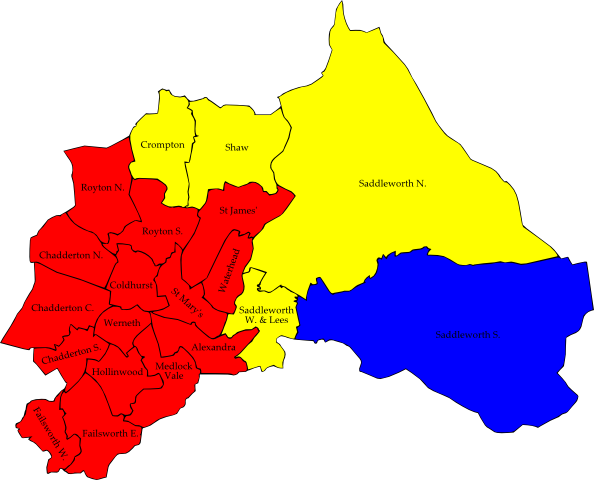 Crompton
Shaw
Saddleworth N.
Royton N.
St James'
Royton S.
Chadderton N.
Waterhead
Coldhurst
St Mary's
Chadderton C.
Saddleworth
W. & Lees
Werneth
Saddleworth S.
Chadderton S.
Alexandra
Hollinwood
Medlock
Vale
Failsworth W.
Failsworth E.